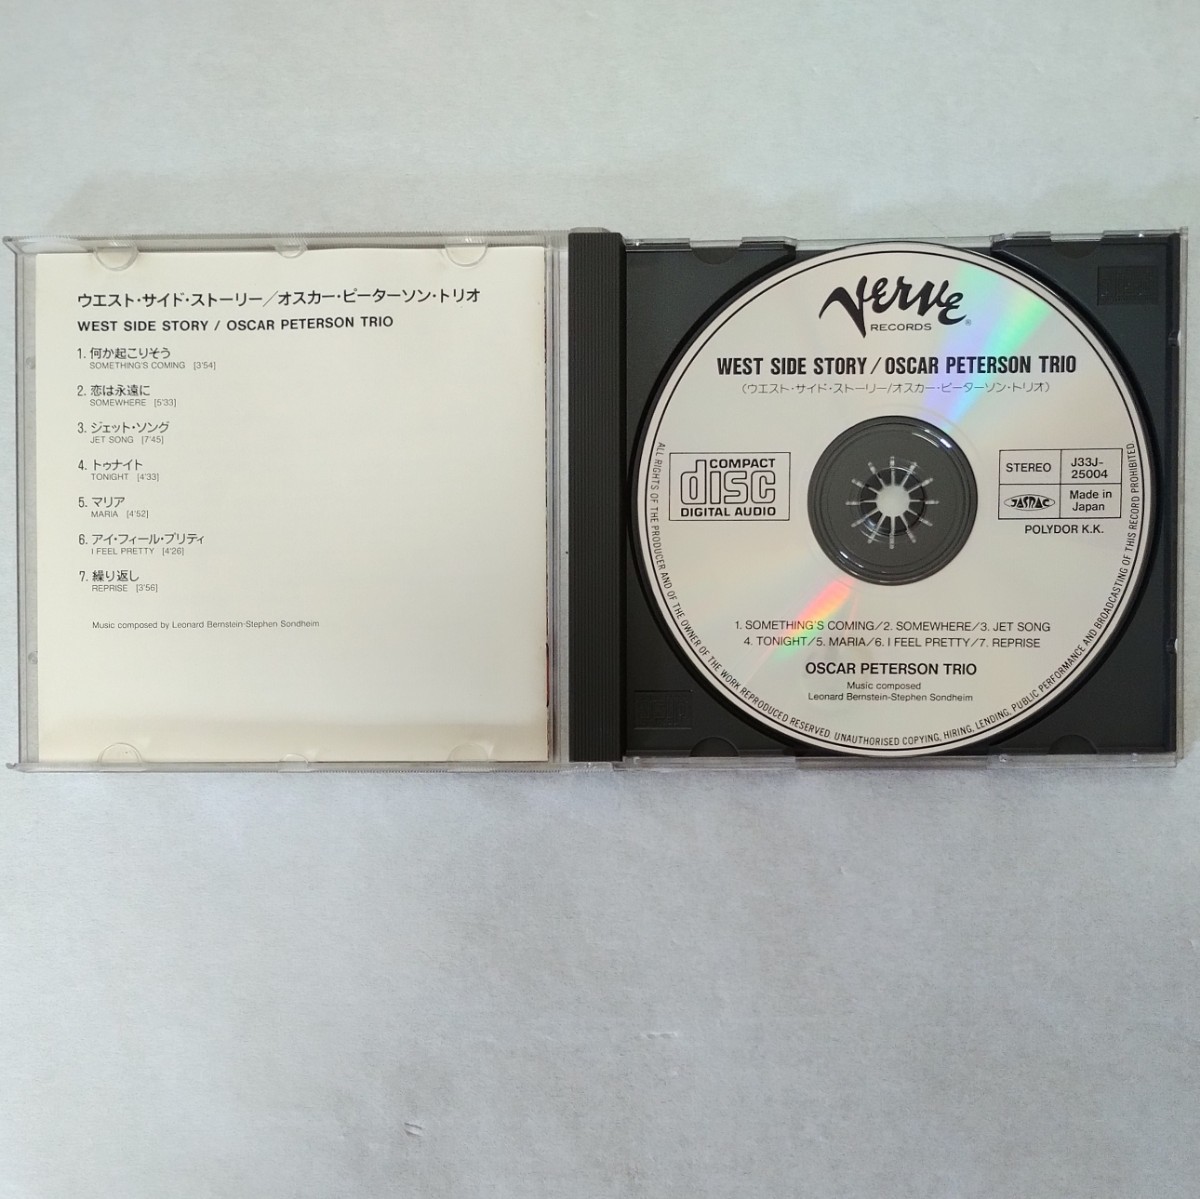 ウエスト・サイド・ストーリー／オスカー・ピーターソン・トリオ
WEST SIDE STORY / OSCAR PETERSON TRIO
1. 何か起こりそう
SOMETHING'S COMING [3'54]
2. 恋は永遠に
SOMEWHERE [5'33]
3. ジェット・ソング
JET SONG [7'45]
4. トゥナイト
TONIGHT [4'33]
5. マリア
MARIA [4'52]
6. アイ・フィール・プリティ
I FEEL PRETTY [4'26]
7. 繰り返し
REPRISE [3'56]
Music composed by Leonard Bernstein-Stephen Sondheim
VERVE ®
RECORDS
WEST SIDE STORY/OSCAR PETERSON TRIO
(ウエスト・サイド・ストーリー/オスカー・ピーターソン・トリオ)
COMPACT
disc
DIGITAL AUDIO
STEREO
J33J-
25004
JASRAC
Made in
Japan
POLYDOR K.K.
1. SOMETHING'S COMING/2. SOMEWHERE/3. JET SONG
4. TONIGHT/5. MARIA/6. I FEEL PRETTY/7. REPRISE
OSCAR PETERSON TRIO
Music composed
Leonard Bernstein-Stephen Sondheim
ALL RIGHTS OF THE PRODUCER AND OF THE OWNER OF THE WORK REPRODUCED RESERVED. UNAUTHORISED COPYING, HIRING, LENDING, PUBLIC PERFORMANCE AND BROADCASTING OF THIS RECORD PROHIBITED.